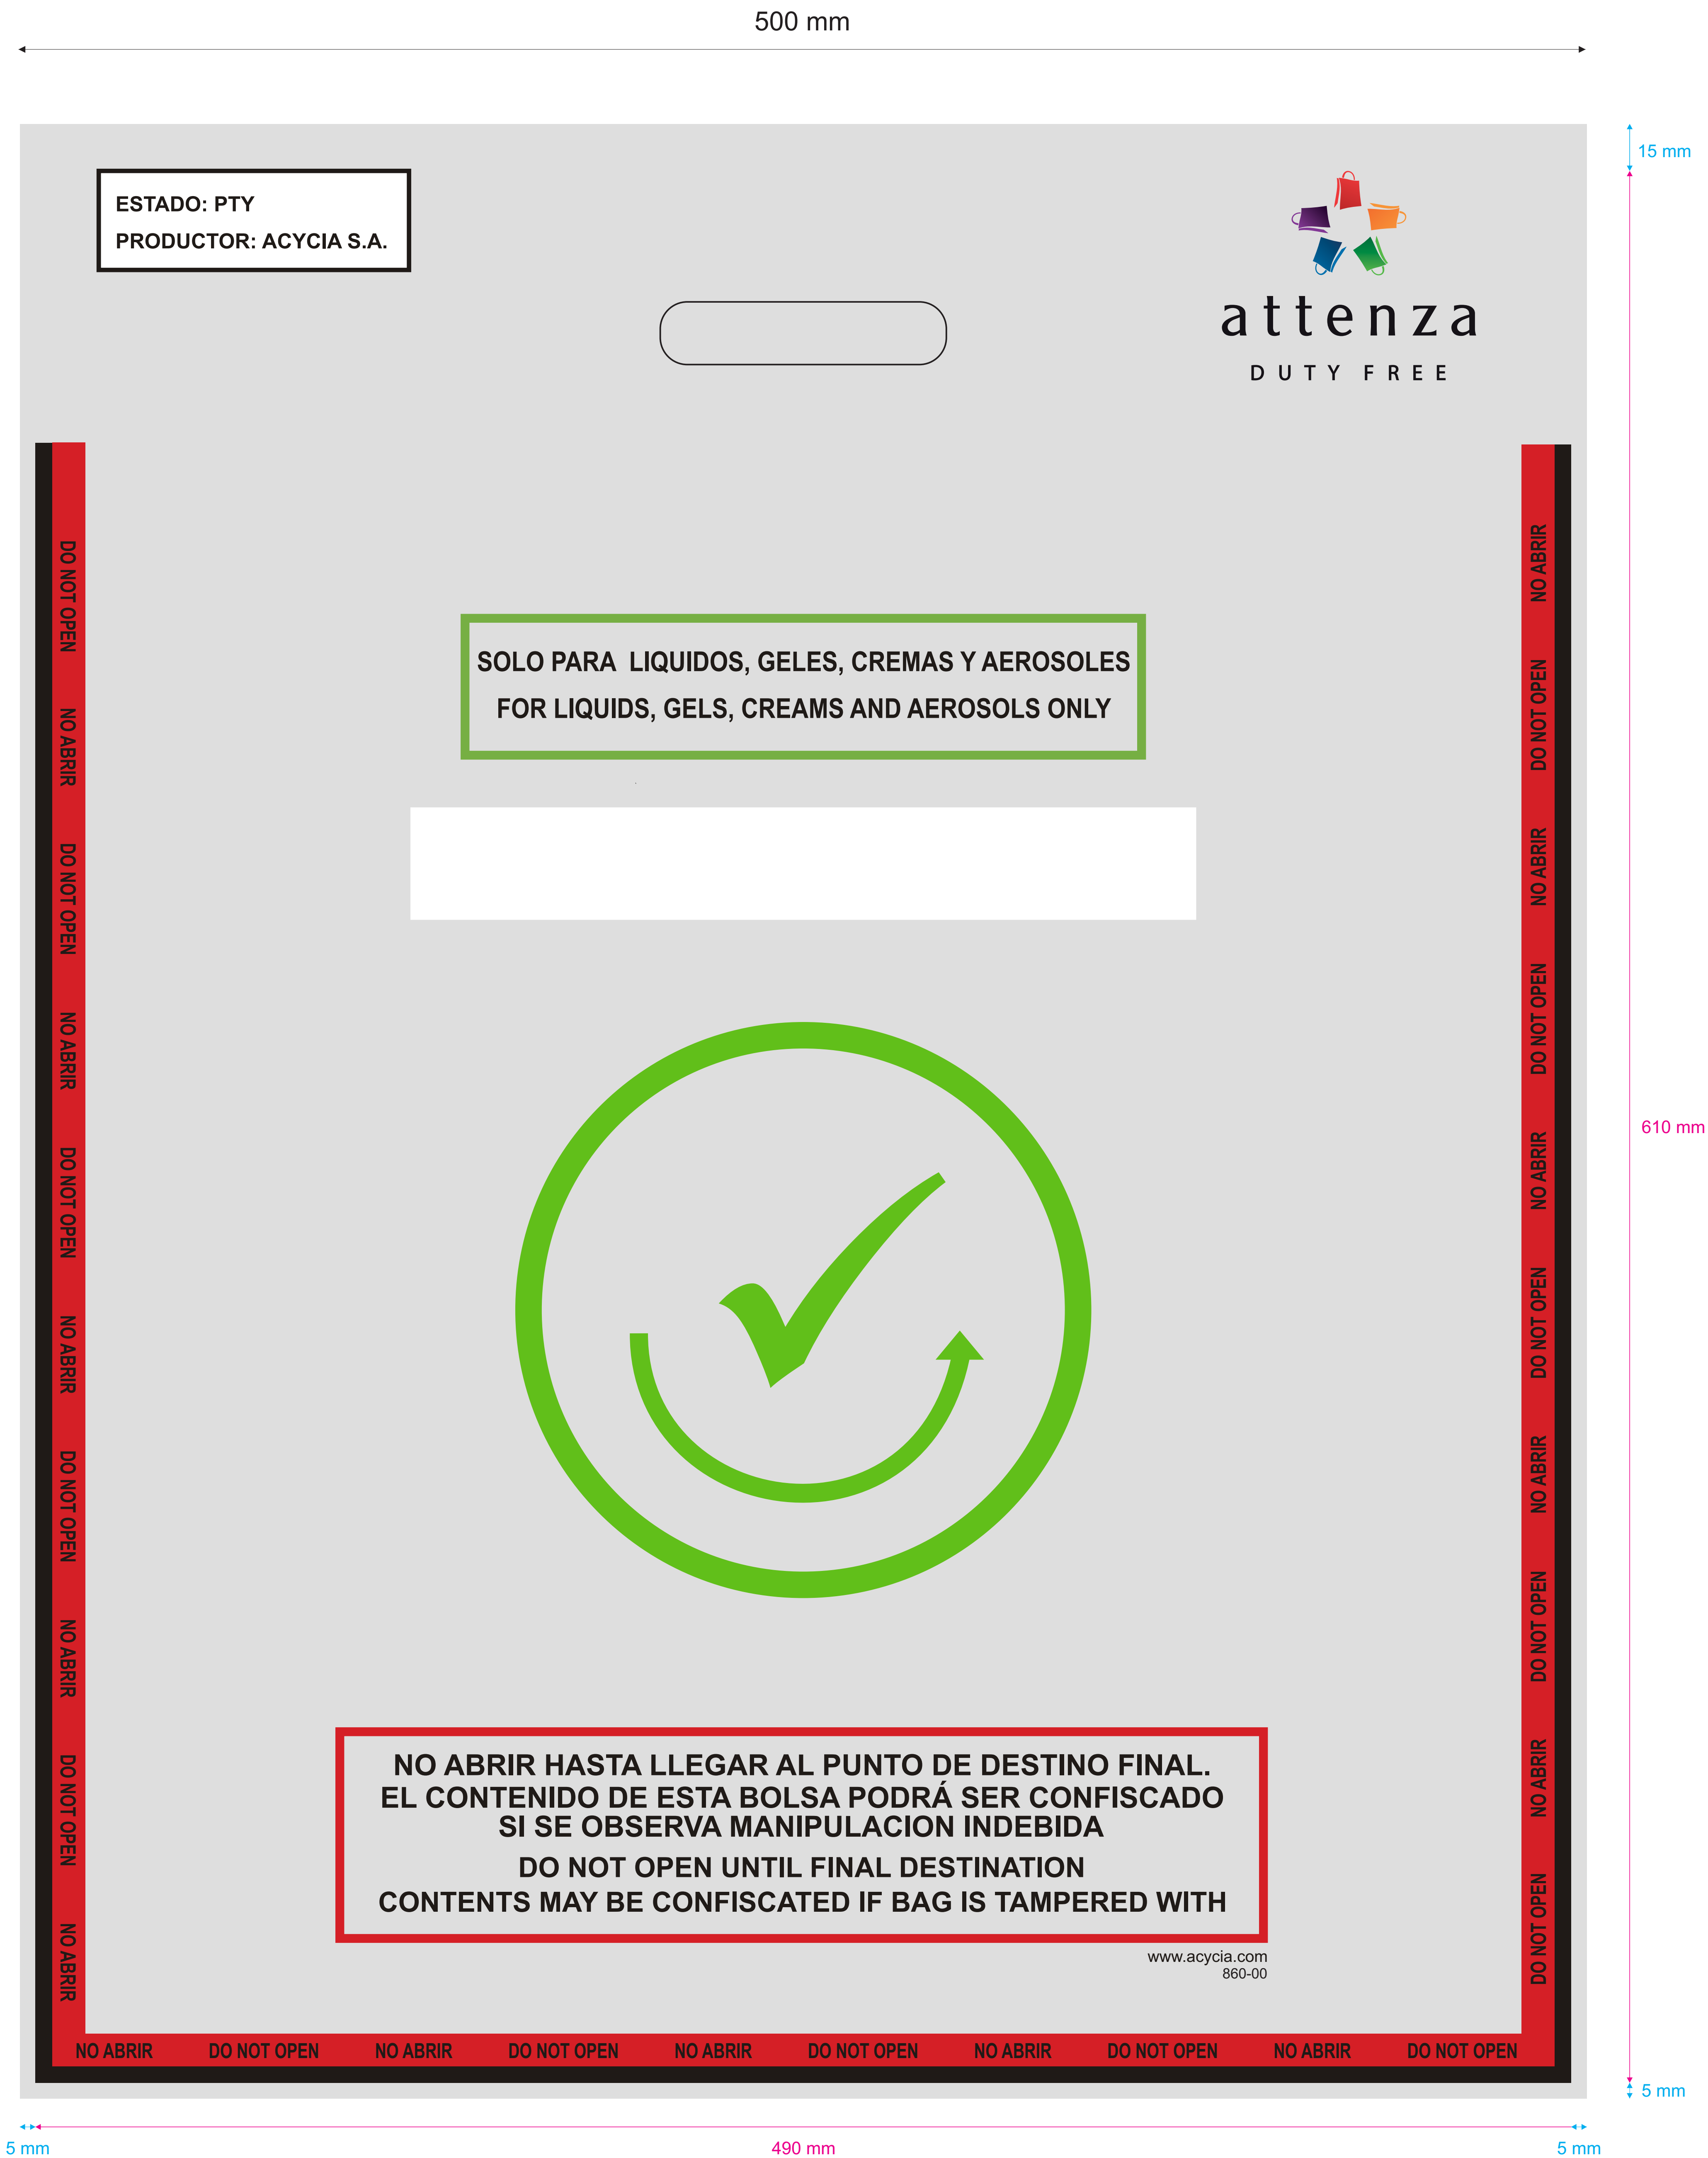 500 mm
15 mm
ESTADO: PTY
PRODUCTOR: ACYCIA S.A.
attenza
DUTY FREE
DO NOT OPEN
NO ABRIR
DO NOT OPEN
NO ABRIR
DO NOT OPEN
NO ABRIR
DO NOT OPEN
NO ABRIR
DO NOT OPEN
NO ABRIR
SOLO PARA LIQUIDOS, GELES, CREMAS Y AEROSOLES
FOR LIQUIDS, GELS, CREAMS AND AEROSOLS ONLY
NO ABRIR
DO NOT OPEN
NO ABRIR
DO NOT OPEN
NO ABRIR
DO NOT OPEN
NO ABRIR
DO NOT OPEN
NO ABRIR
DO NOT OPEN
610 mm
NO ABRIR HASTA LLEGAR AL PUNTO DE DESTINO FINAL.
EL CONTENIDO DE ESTA BOLSA PODRÁ SER CONFISCADO
SI SE OBSERVA MANIPULACION INDEBIDA
DO NOT OPEN UNTIL FINAL DESTINATION
CONTENTS MAY BE CONFISCATED IF BAG IS TAMPERED WITH
www.acycia.com
860-00
NO ABRIR DO NOT OPEN NO ABRIR DO NOT OPEN NO ABRIR DO NOT OPEN NO ABRIR DO NOT OPEN NO ABRIR DO NOT OPEN
5 mm
5 mm 490 mm 5 mm